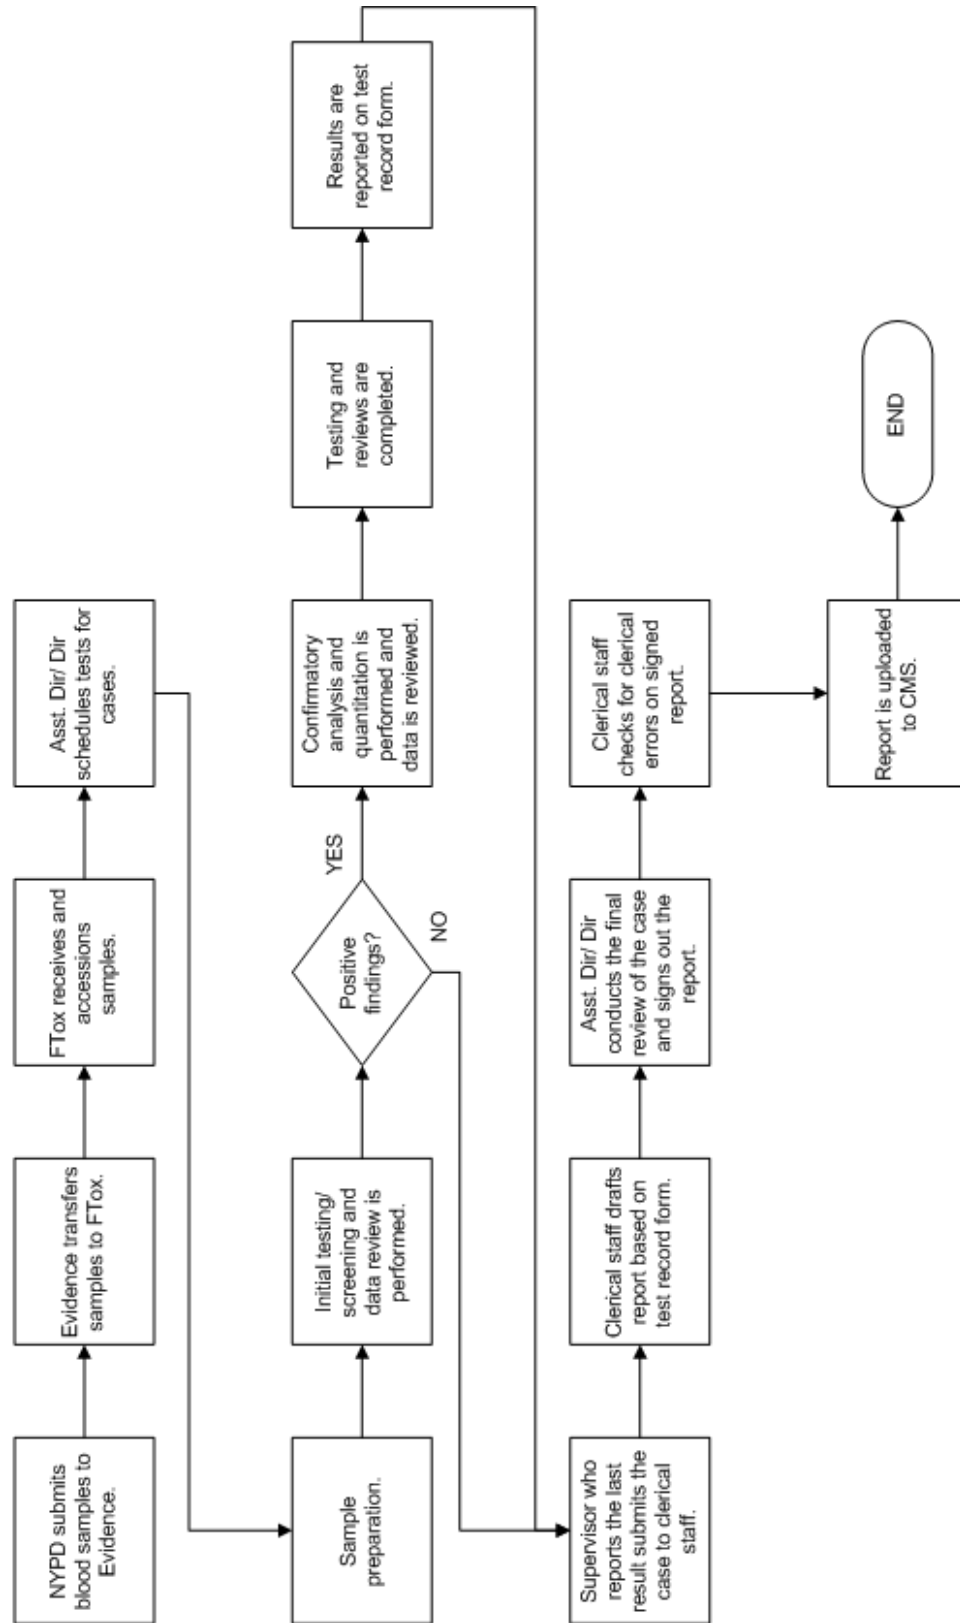 NYPD submits
blood samples to
Evidence.
Evidence transfers
samples to FTox.
FTox receives and
accessions
samples.
Asst. Dir/ Dir
schedules tests for
cases.
Sample
preparation.
Initial testing/
screening and
data review is
performed.
Positive
findings?
YES
NO
Confirmatory
analysis and
quantitation is
performed and
data is reviewed.
Testing and
reviews are
completed.
Results are
reported on test
record form.
Supervisor who
reports the last
result submits the
case to clerical
staff.
Clerical staff drafts
report based on
test record form.
Asst. Dir/ Dir
conducts the final
review of the case
and signs out the
report.
Clerical staff
checks for clerical
errors on signed
report.
Report is uploaded
to CMS.
END